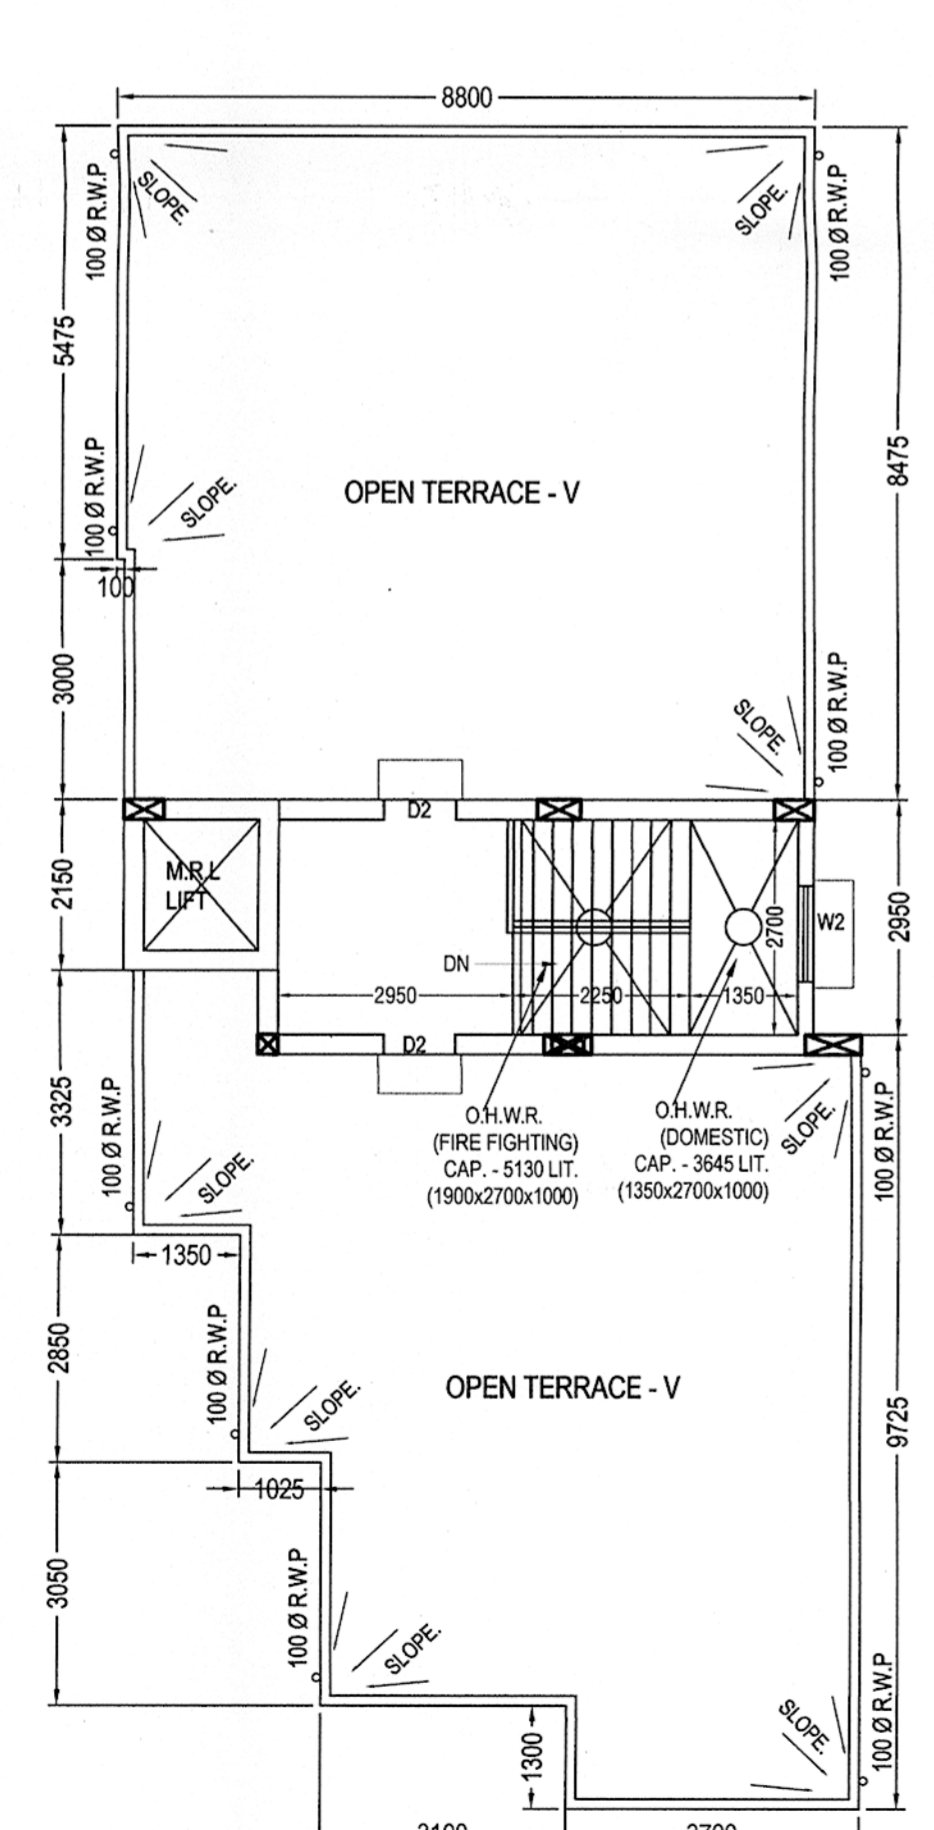 8800
100 Ø R.W.P
SLOPE.
SLOPE.
100 Ø R.W.P
5475
8475
100 Ø R.W.P
SLOPE.
OPEN TERRACE - V
100
3000
SLOPE.
100 Ø R.W.P
D2
2150
M.R.L
LIFT
2700
W2
2950
DN
2950
2250
1350
D2
3325
100 Ø R.W.P
SLOPE.
O.H.W.R.
(FIRE FIGHTING)
CAP. - 5130 LIT.
(1900x2700x1000)
O.H.W.R.
(DOMESTIC)
CAP. - 3645 LIT.
(1350x2700x1000)
SLOPE.
100 Ø R.W.P
1350
2850
100 Ø R.W.P
SLOPE.
OPEN TERRACE - V
9725
1025
3050
100 Ø R.W.P
SLOPE.
1300
SLOPE.
100 Ø R.W.P